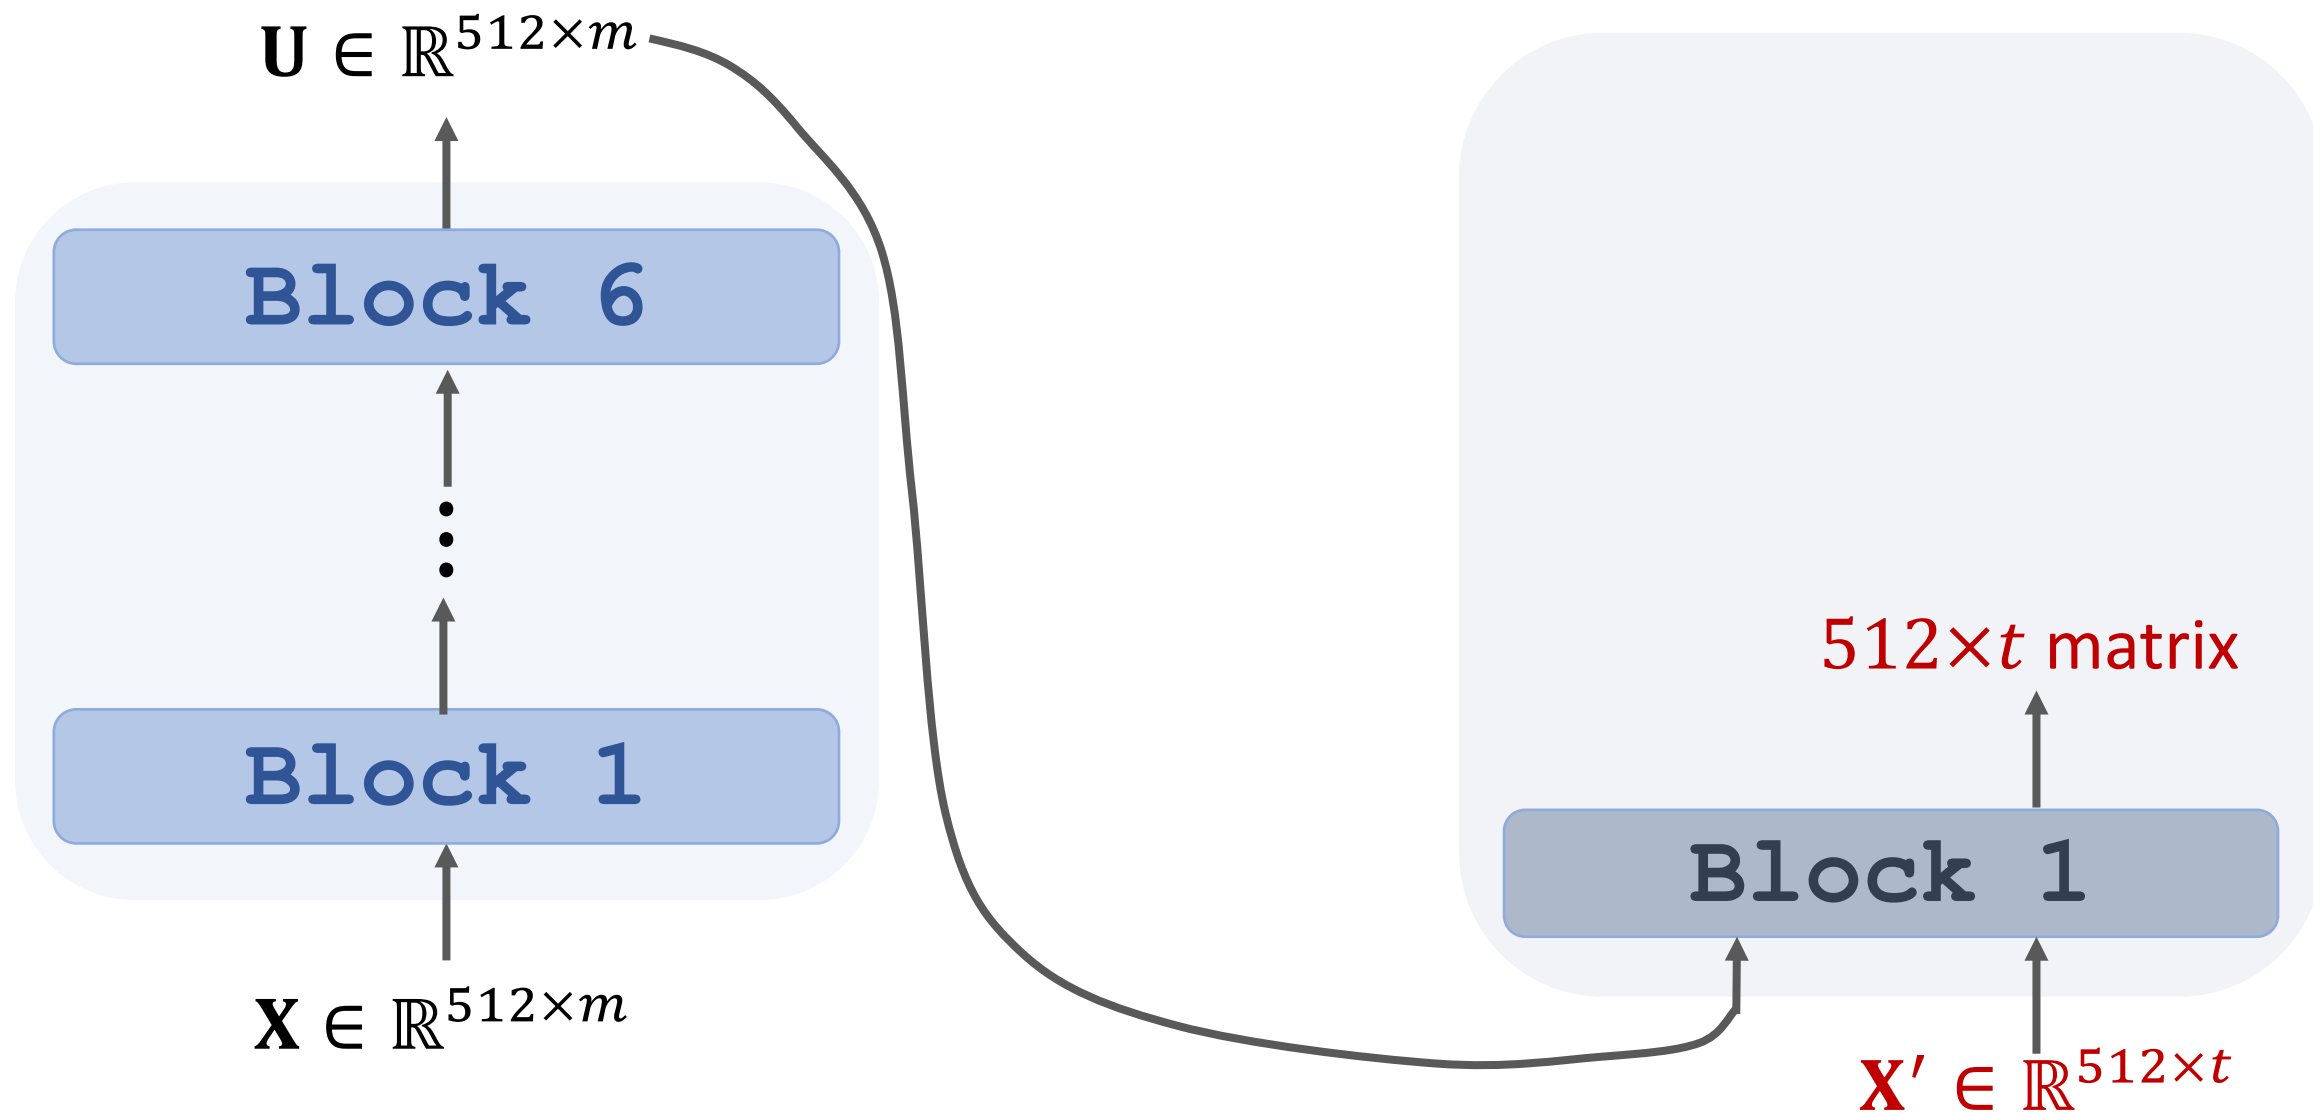 𝐔 ∈ ℝ^{512×m}
Block 6
⋮
Block 1
𝐗 ∈ ℝ^{512×m}
512×t matrix
Block 1
𝐗′ ∈ ℝ^{512×t}